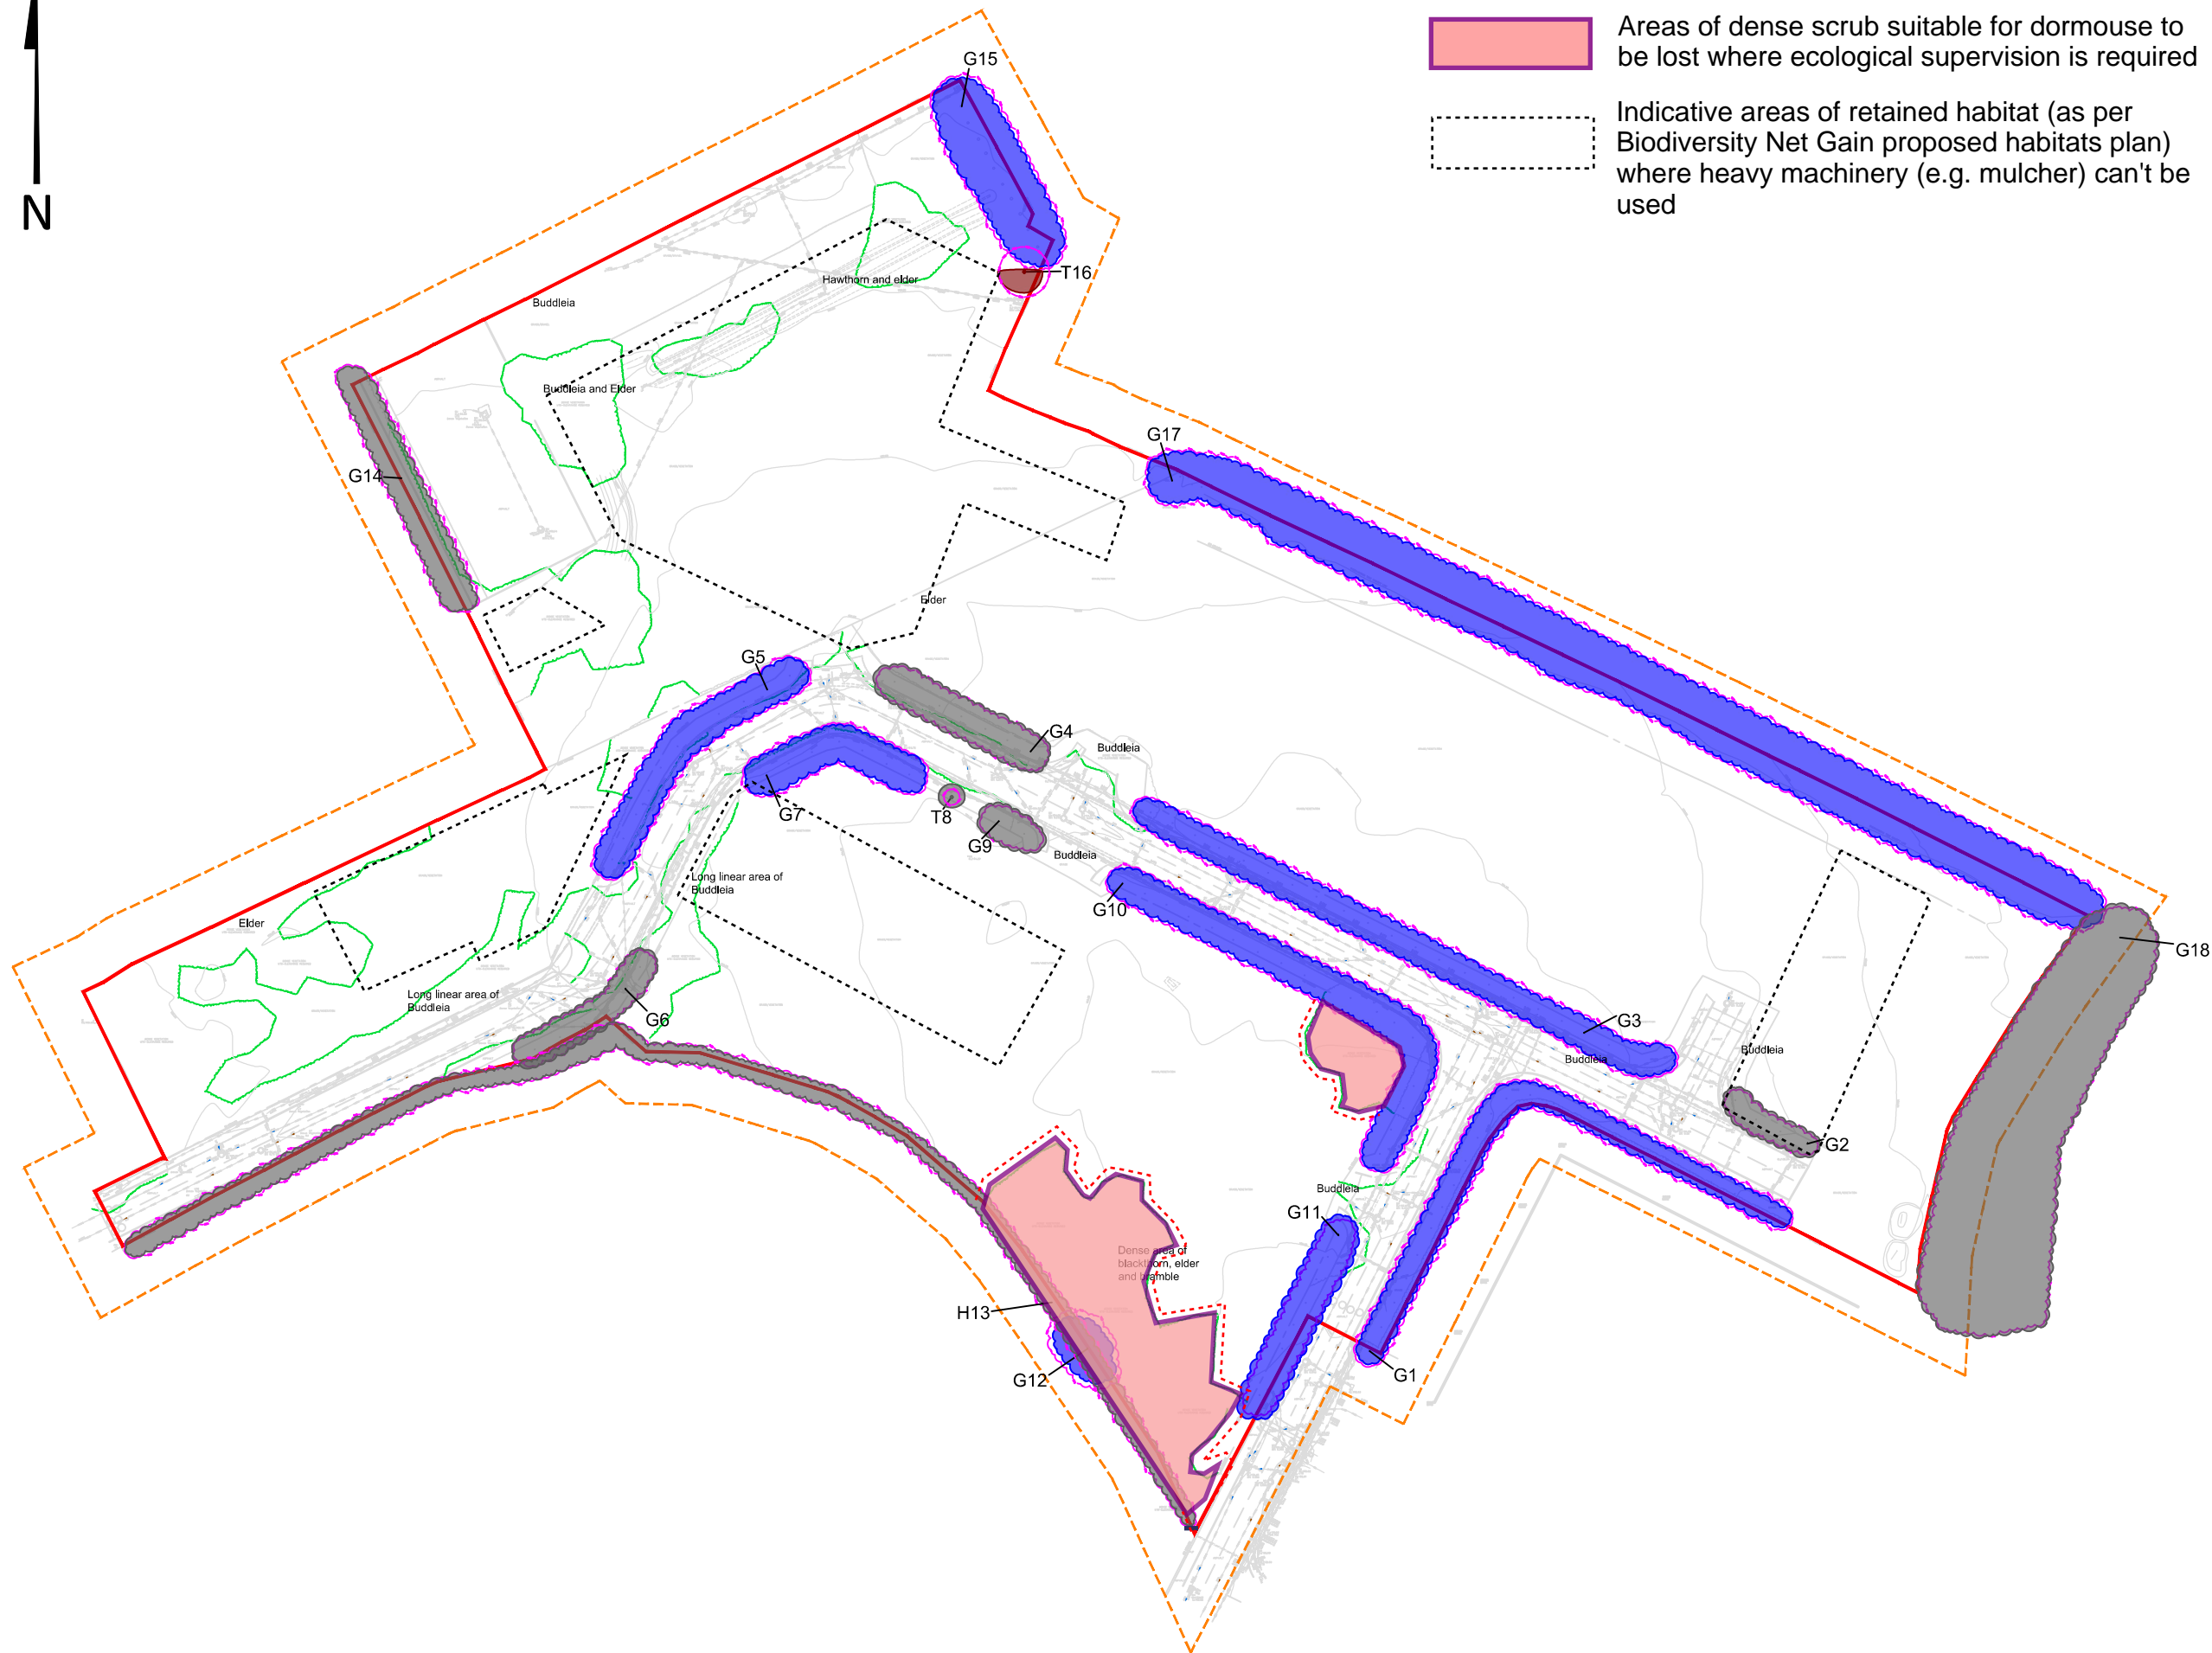 Areas of dense scrub suitable for dormouse to
be lost where ecological supervision is required
Indicative areas of retained habitat (as per
Biodiversity Net Gain proposed habitats plan)
where heavy machinery (e.g. mulcher) can't be
used
N
G15
T16
Hawthorn and elder
Buddleia
Buddleia and Elder
G17
G14
Elder
G5
G4
Buddleia
G7
T8
G9
Buddleia
Long linear area of
Buddleia
G10
Elder
G18
Long linear area of
Buddleia
G6
G3
Buddleia
Buddleia
G2
Buddleia
G11
Dense area of
blackthorn, elder
and bramble
H13
G12
G1